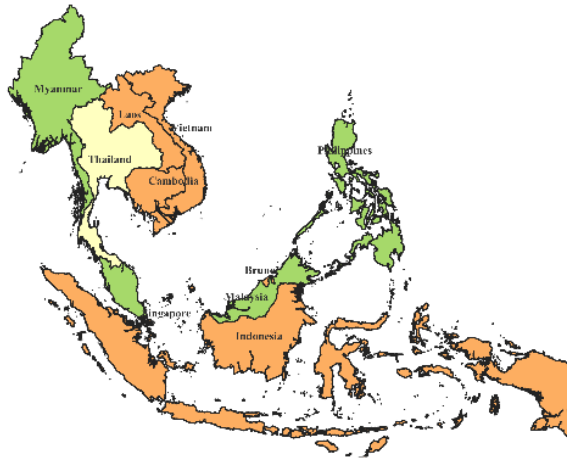 Myanmar
Laos
Vietnam
Thailand
Philippines
Cambodia
Brunei
Malaysia
Singapore
Indonesia